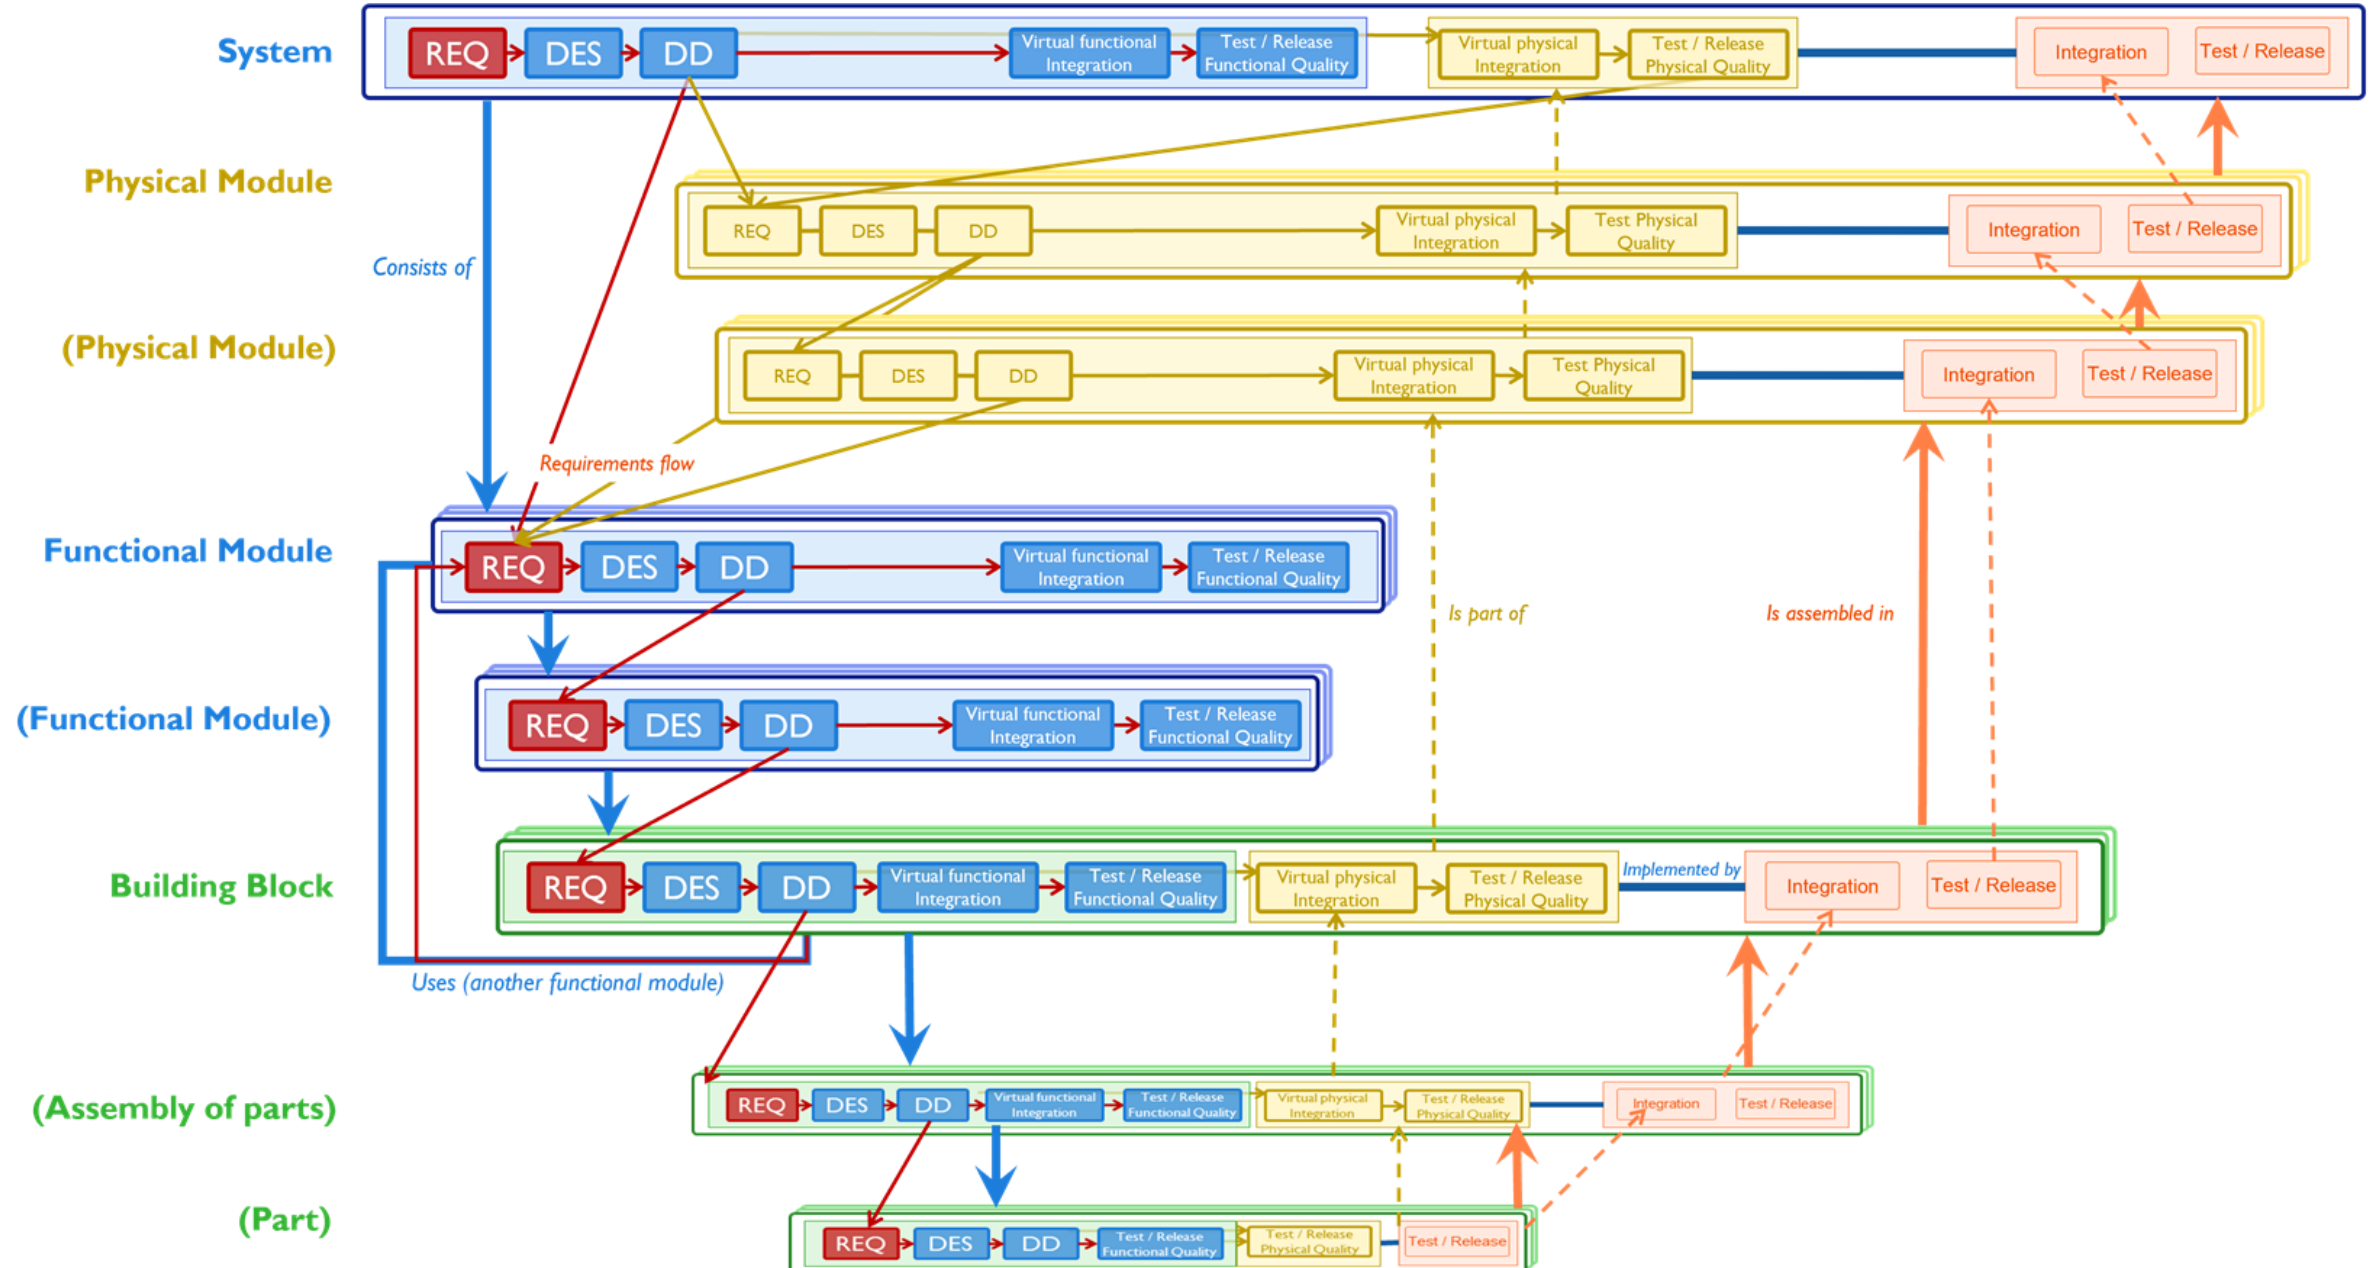 System
REQ
DES
DD
Virtual functional
Integration
Test / Release
Functional Quality
Virtual physical
Integration
Test / Release
Physical Quality
Integration
Test / Release
Physical Module
REQ
DES
DD
Virtual physical
Integration
Test Physical
Quality
Integration
Test / Release
Consists of
(Physical Module)
REQ
DES
DD
Virtual physical
Integration
Test Physical
Quality
Integration
Test / Release
Requirements flow
Functional Module
REQ
DES
DD
Virtual functional
Integration
Test / Release
Functional Quality
Is part of
Is assembled in
(Functional Module)
REQ
DES
DD
Virtual functional
Integration
Test / Release
Functional Quality
Building Block
REQ
DES
DD
Virtual functional
Integration
Test / Release
Functional Quality
Virtual physical
Integration
Test / Release
Physical Quality
Implemented by
Integration
Test / Release
Uses (another functional module)
(Assembly of parts)
REQ
DES
DD
Virtual functional
Integration
Test / Release
Functional Quality
Virtual physical
Integration
Test / Release
Physical Quality
Integration
Test / Release
(Part)
REQ
DES
DD
Test / Release
Functional Quality
Test / Release
Physical Quality
Test / Release